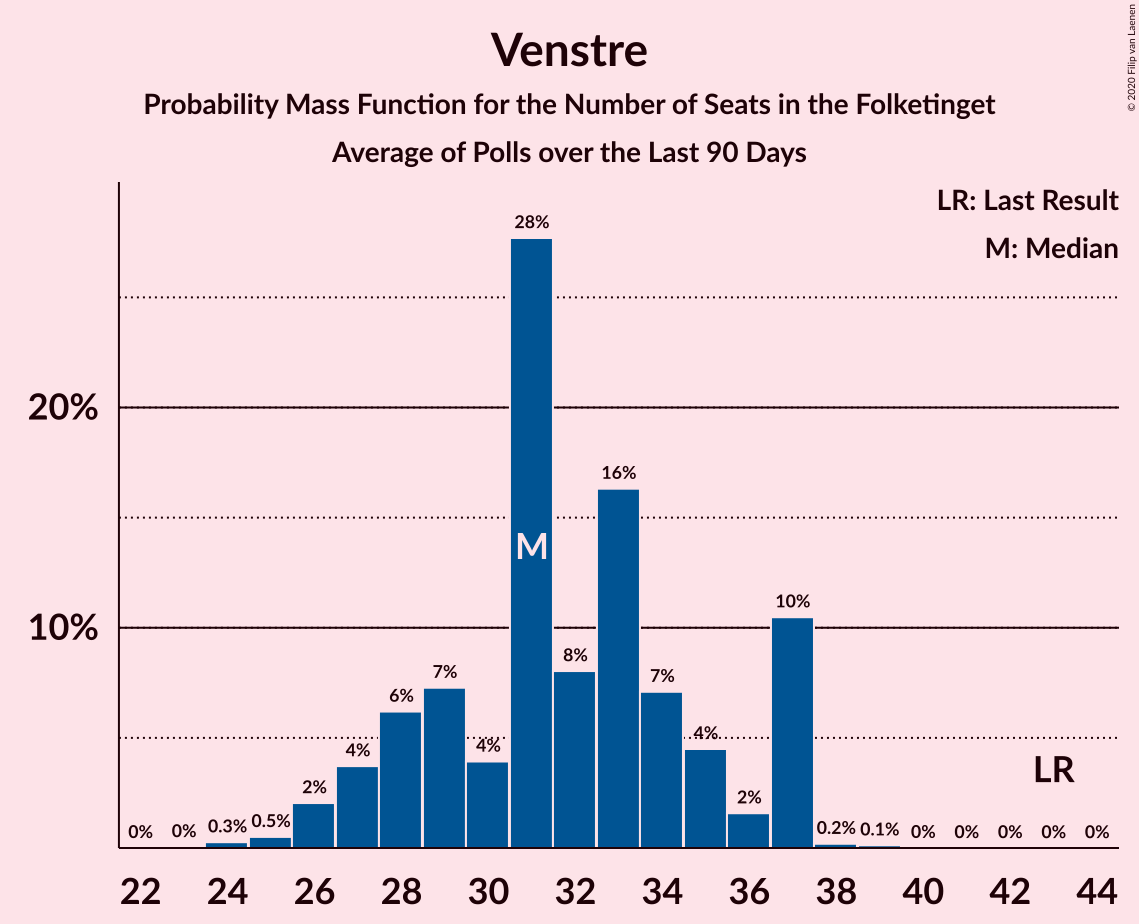 Venstre
Probability Mass Function for the Number of Seats in the Folketinget
Average of Polls over the Last 90 Days
© 2020 Filip van Laenen
LR: Last Result
M: Median
28%
20%
16%
M
10%
10%
8%
7%
7%
6%
4%
4%
4%
LR
2%
2%
0% 0% 0.3% 0.5% 0.2% 0.1% 0% 0% 0% 0% 0%
22 24 26 28 30 32 34 36 38 40 42 44